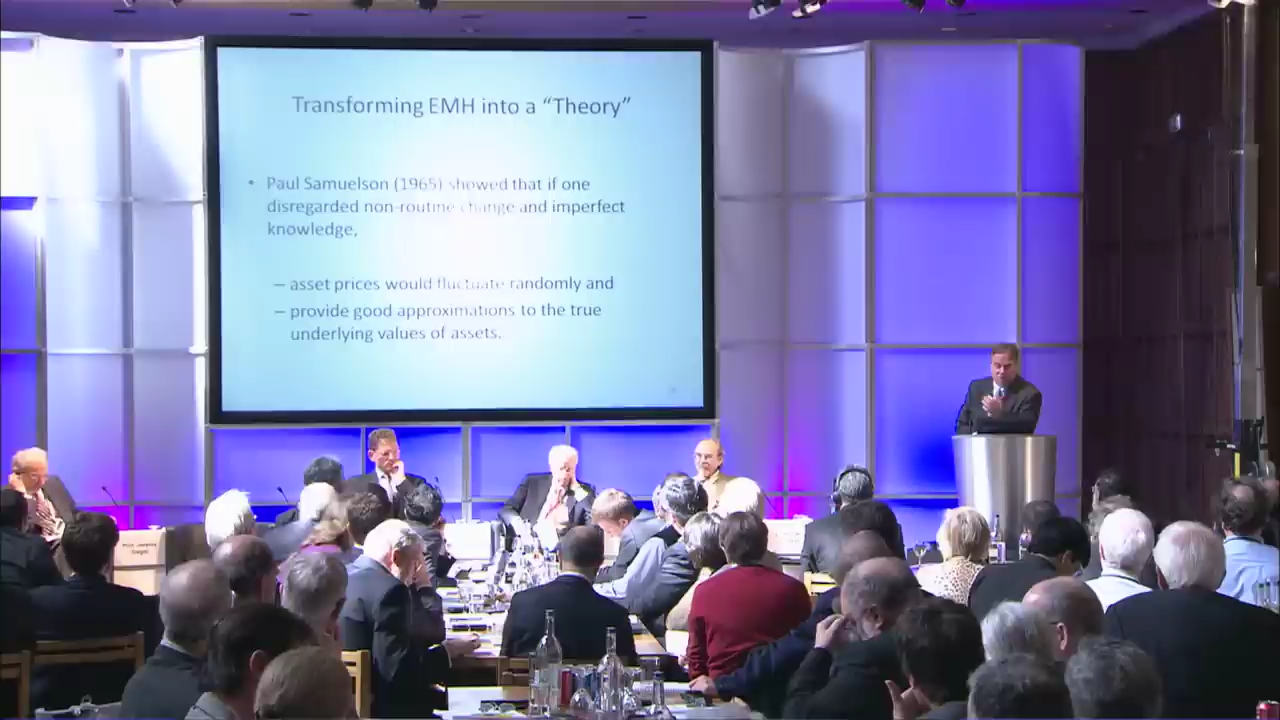 Transforming EMH into a “Theory”
• Paul Samuelson (1965) showed that if one
disregarded non-routine change and imperfect
knowledge,
– asset prices would fluctuate randomly and
– provide good approximations to the true
underlying values of assets.